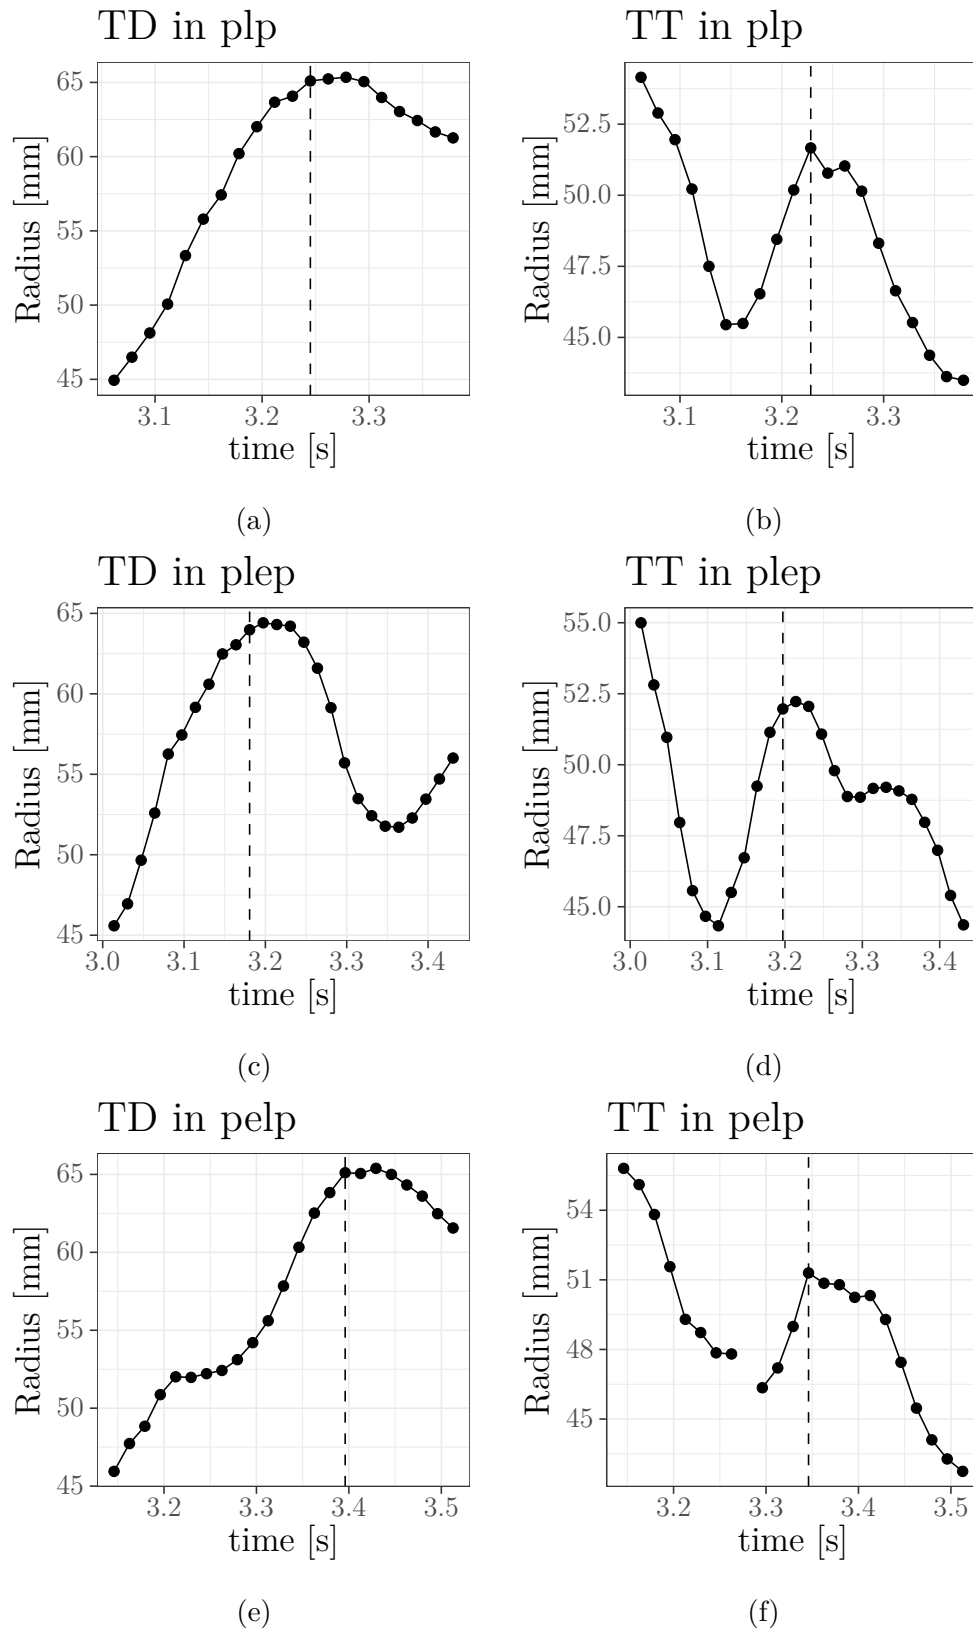 TD in plp
TT in plp
Radius [mm]
65
60
55
50
45
3.1
3.2
3.3
time [s]
Radius [mm]
52.5
50.0
47.5
45.0
3.1
3.2
3.3
time [s]
(a)
(b)
TD in plep
TT in plep
Radius [mm]
65
60
55
50
45
3.0
3.1
3.2
3.3
3.4
time [s]
Radius [mm]
55.0
52.5
50.0
47.5
45.0
3.0
3.1
3.2
3.3
3.4
time [s]
(c)
(d)
TD in pelp
TT in pelp
Radius [mm]
65
60
55
50
45
3.2
3.3
3.4
3.5
time [s]
Radius [mm]
54
51
48
45
3.2
3.3
3.4
3.5
time [s]
(e)
(f)